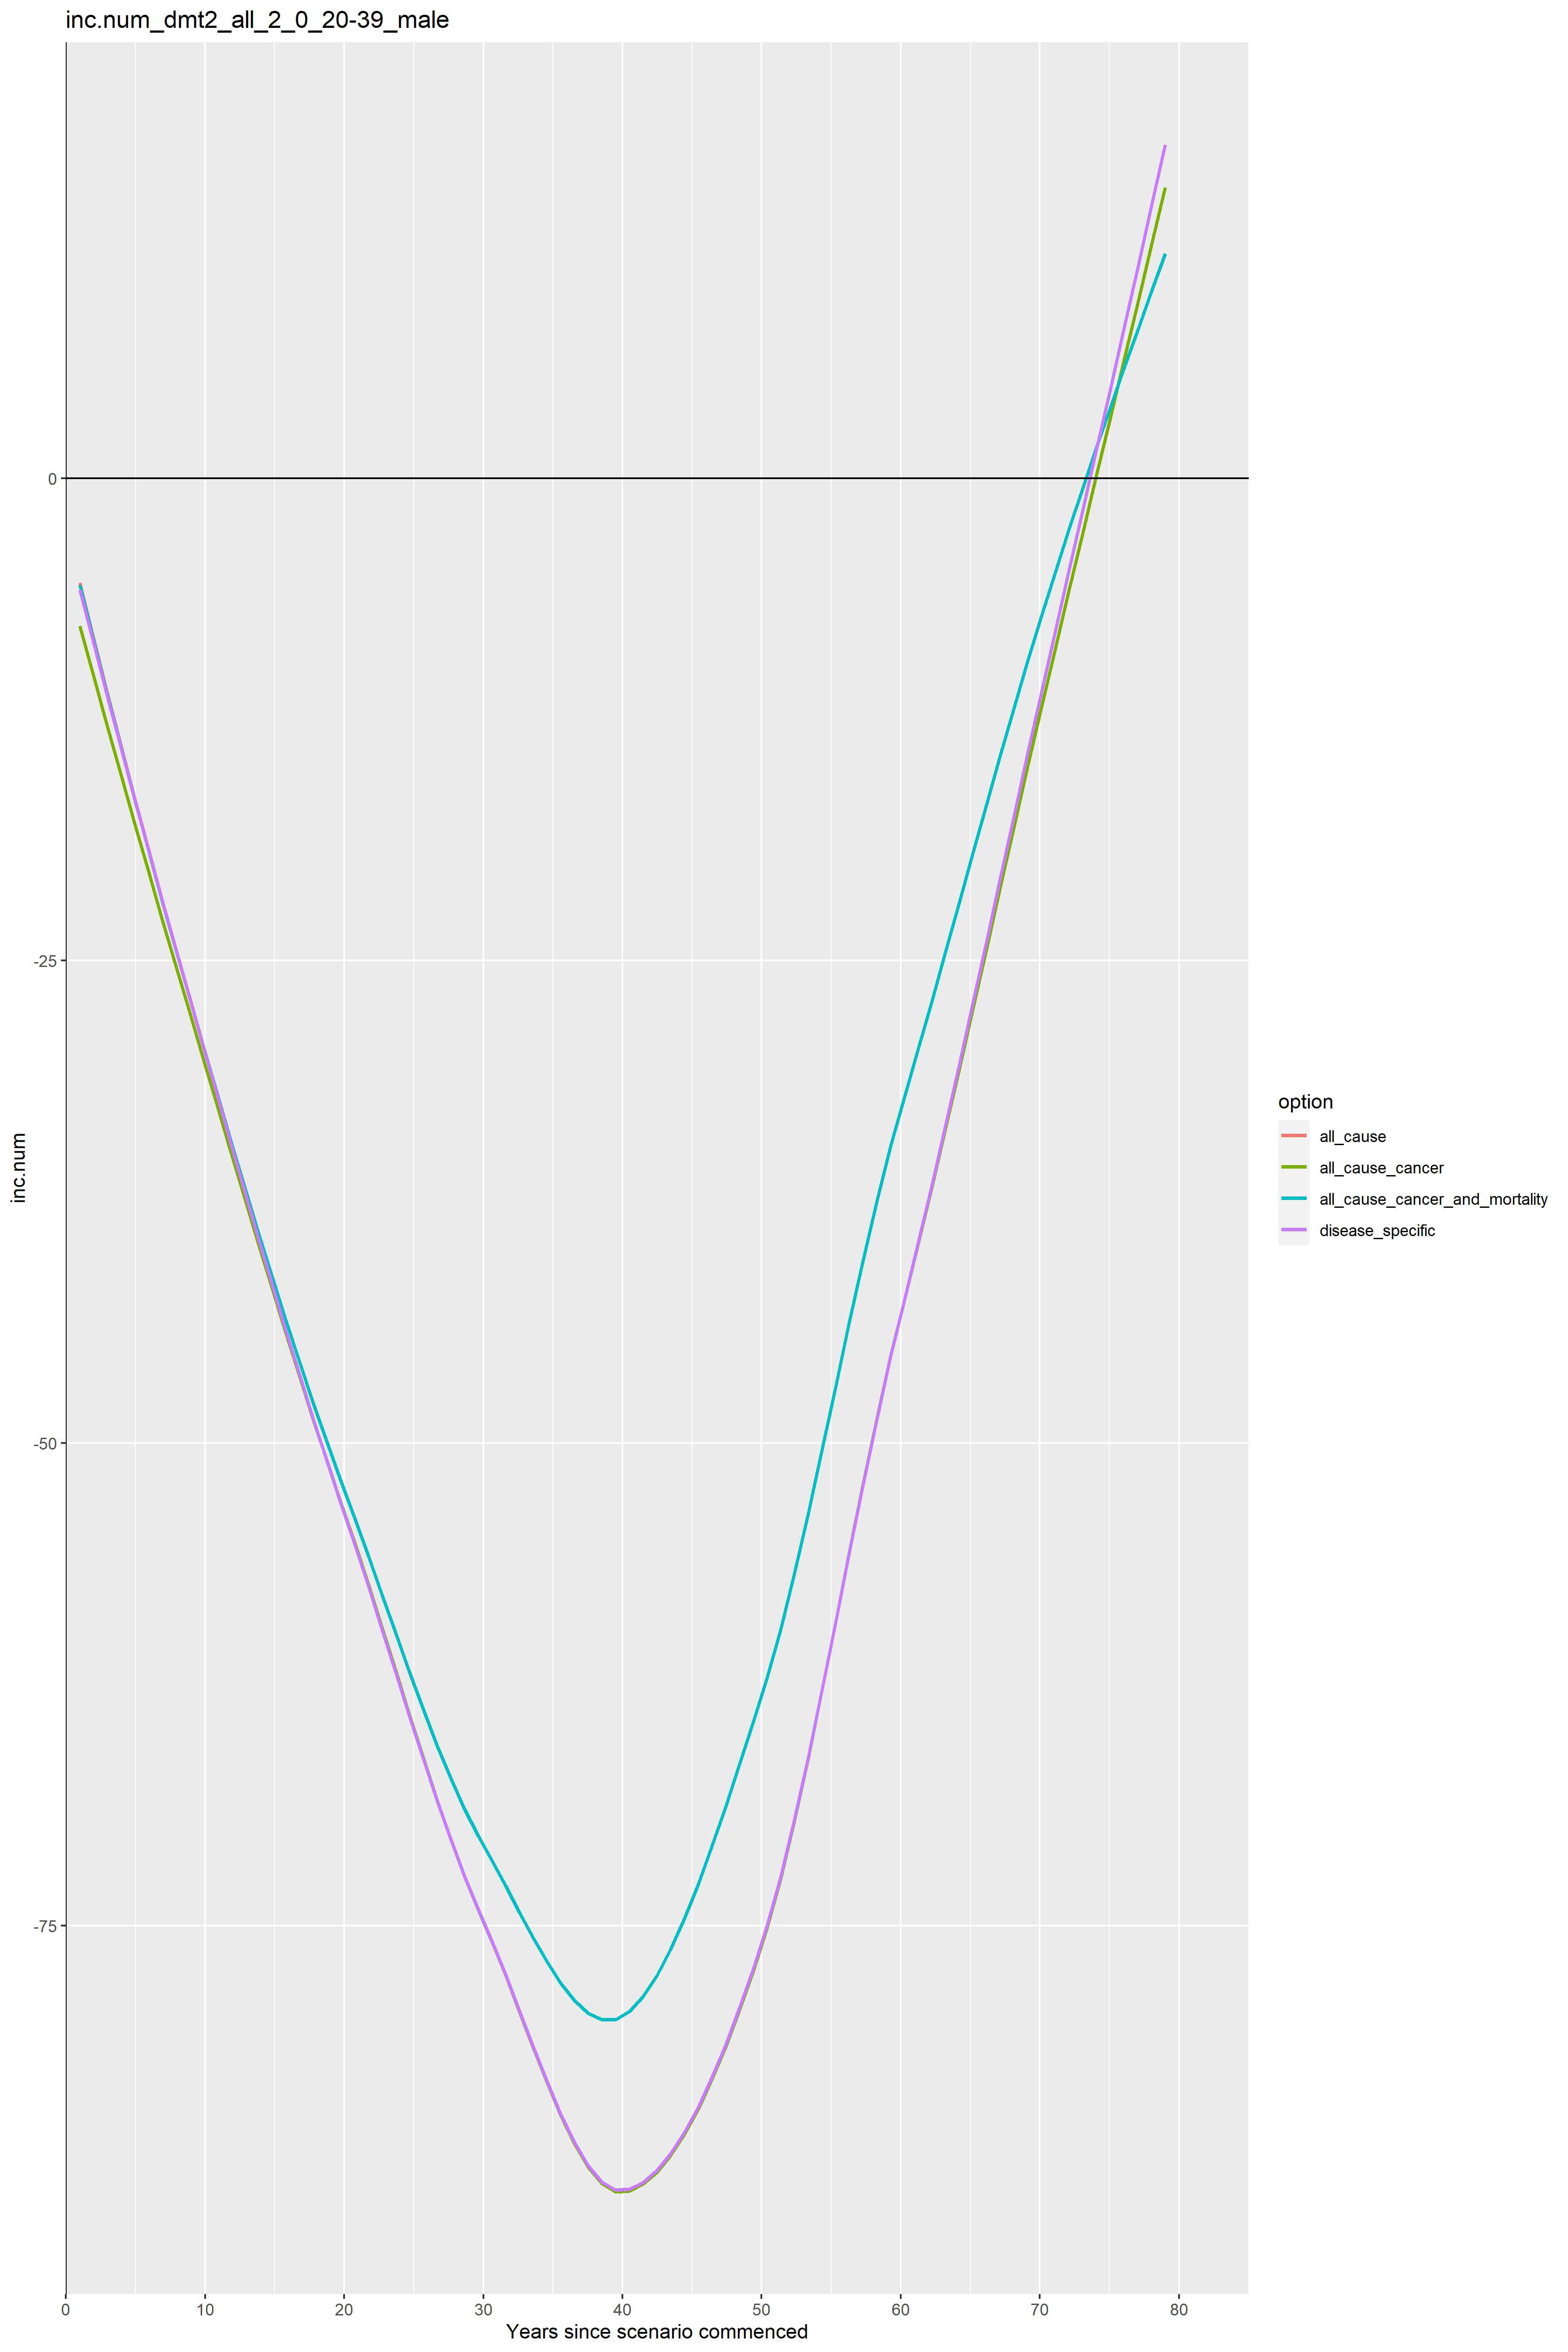 inc.num_dmt2_all_2_0_20-39_male
inc.num
0
-25
-50
-75
0 10 20 30 40 50 60 70 80
Years since scenario commenced
option
all_cause
all_cause_cancer
all_cause_cancer_and_mortality
disease_specific